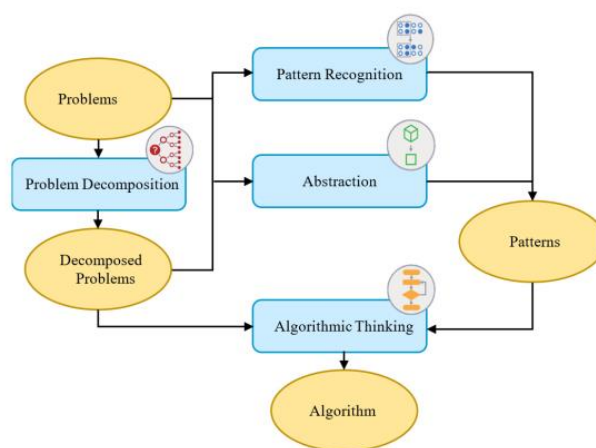 Problems
Pattern Recognition
?
Problem Decomposition
Abstraction
Decomposed
Problems
Patterns
Algorithmic Thinking
Algorithm